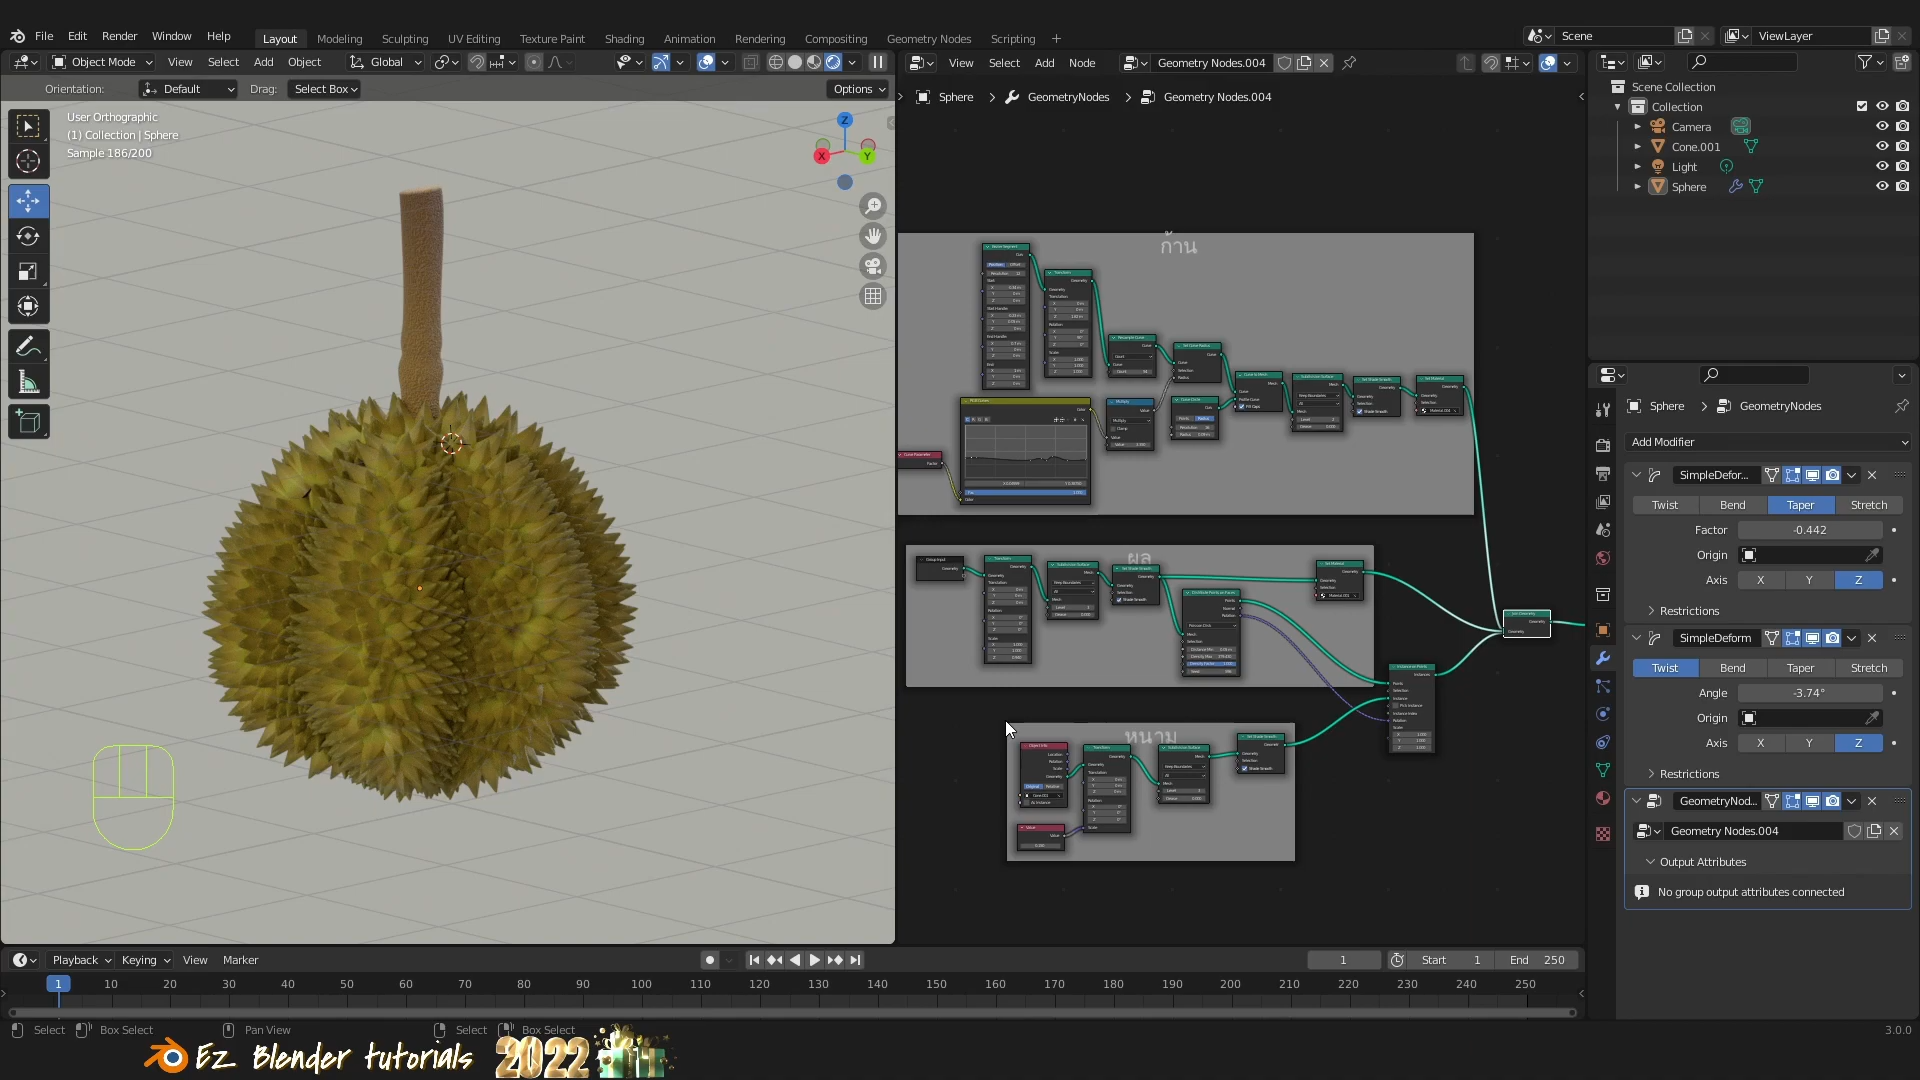 File Edit Render Window Help
Layout Modeling Sculpting UV Editing Texture Paint Shading Animation Rendering Compositing Geometry Nodes Scripting +
Scene
ViewLayer
Object Mode View Select Add Object Global
Orientation: Default Drag: Select Box Options
User Orthographic
(1) Collection | Sphere
Sample 186/200
Z
X
Y
View Select Add Node Geometry Nodes.004
Sphere > GeometryNodes > Geometry Nodes.004
ก้าน
ผล
หนาม
Scene Collection
Collection
Camera
Cone.001
Light
Sphere
Sphere > GeometryNodes
Add Modifier
SimpleDefor...
Twist Bend Taper Stretch
Factor -0.442
Origin
Axis X Y Z
Restrictions
SimpleDeform
Twist Bend Taper Stretch
Angle -3.74°
Origin
Axis X Y Z
Restrictions
GeometryNod...
Geometry Nodes.004
Output Attributes
No group output attributes connected
Playback Keying View Marker
1 Start 1 End 250
1 10 20 30 40 50 60 70 80 90 100 110 120 130 140 150 160 170 180 190 200 210 220 230 240 250
Select Box Select Pan View Select Box Select
3.0.0
Ez Blender tutorials 2022